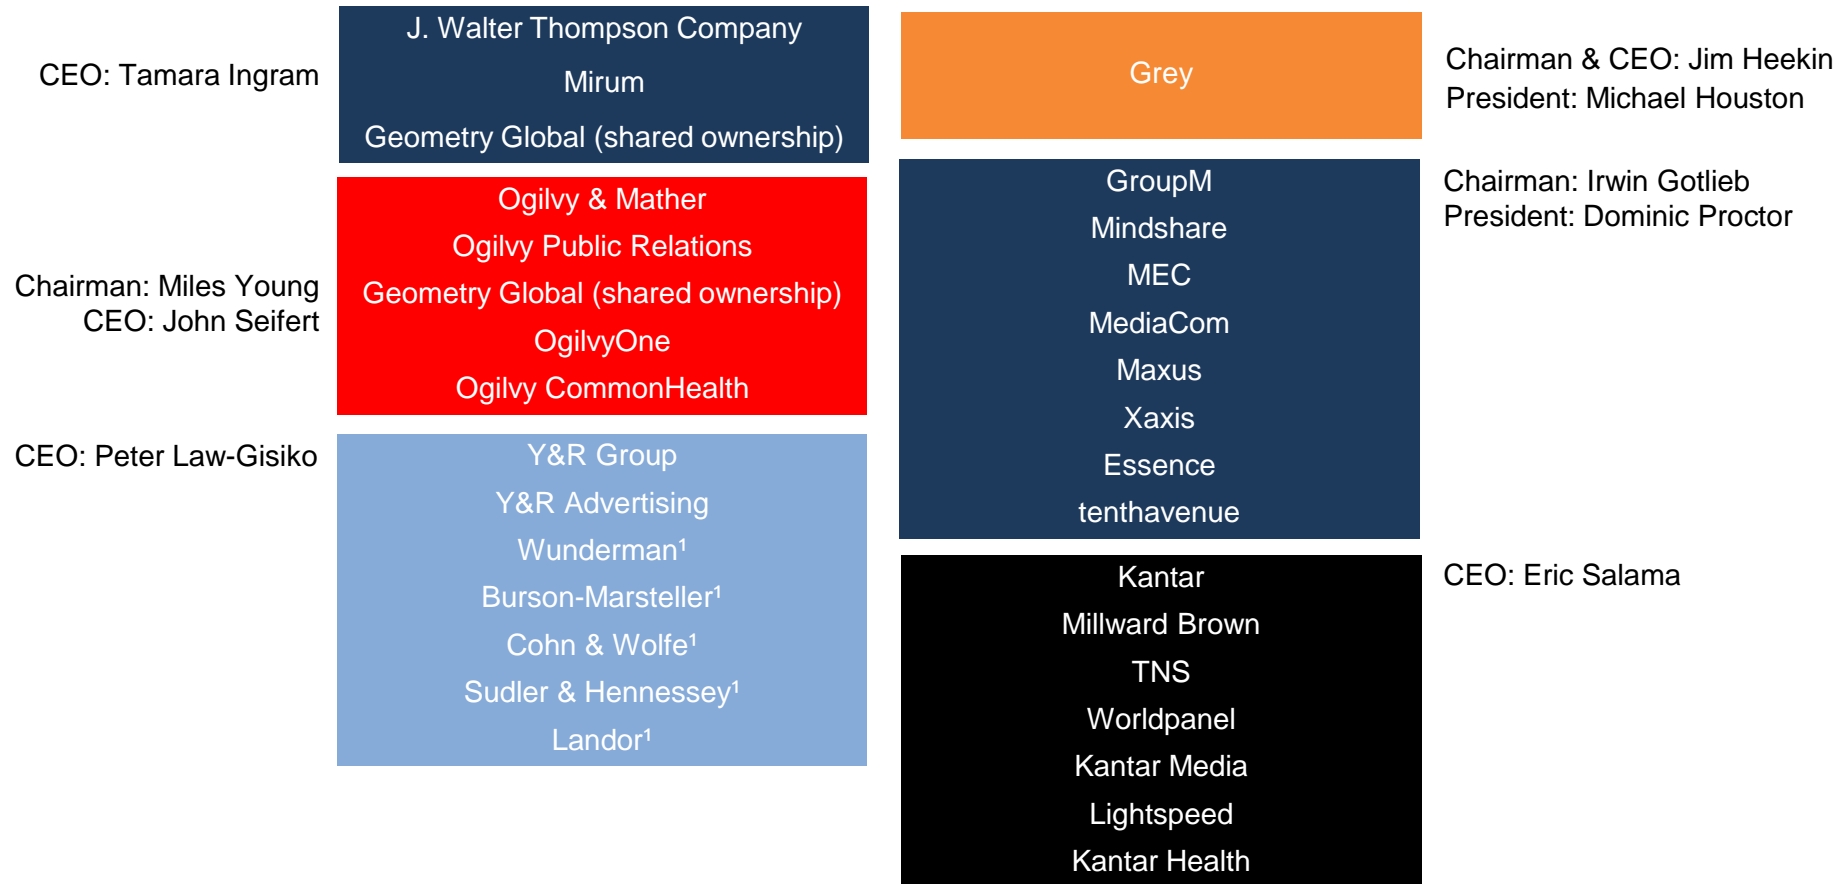 CEO: Tamara Ingram
J. Walter Thompson Company
Mirum
Geometry Global (shared ownership)
Chairman: Miles Young
CEO: John Seifert
Ogilvy & Mather
Ogilvy Public Relations
Geometry Global (shared ownership)
OgilvyOne
Ogilvy CommonHealth
CEO: Peter Law-Gisiko
Y&R Group
Y&R Advertising
Wunderman¹
Burson-Marsteller¹
Cohn & Wolfe¹
Sudler & Hennessey¹
Landor¹
Grey
Chairman & CEO: Jim Heekin
President: Michael Houston
GroupM
Mindshare
MEC
MediaCom
Maxus
Xaxis
Essence
tenthavenue
Chairman: Irwin Gotlieb
President: Dominic Proctor
Kantar
Millward Brown
TNS
Worldpanel
Kantar Media
Lightspeed
Kantar Health
CEO: Eric Salama